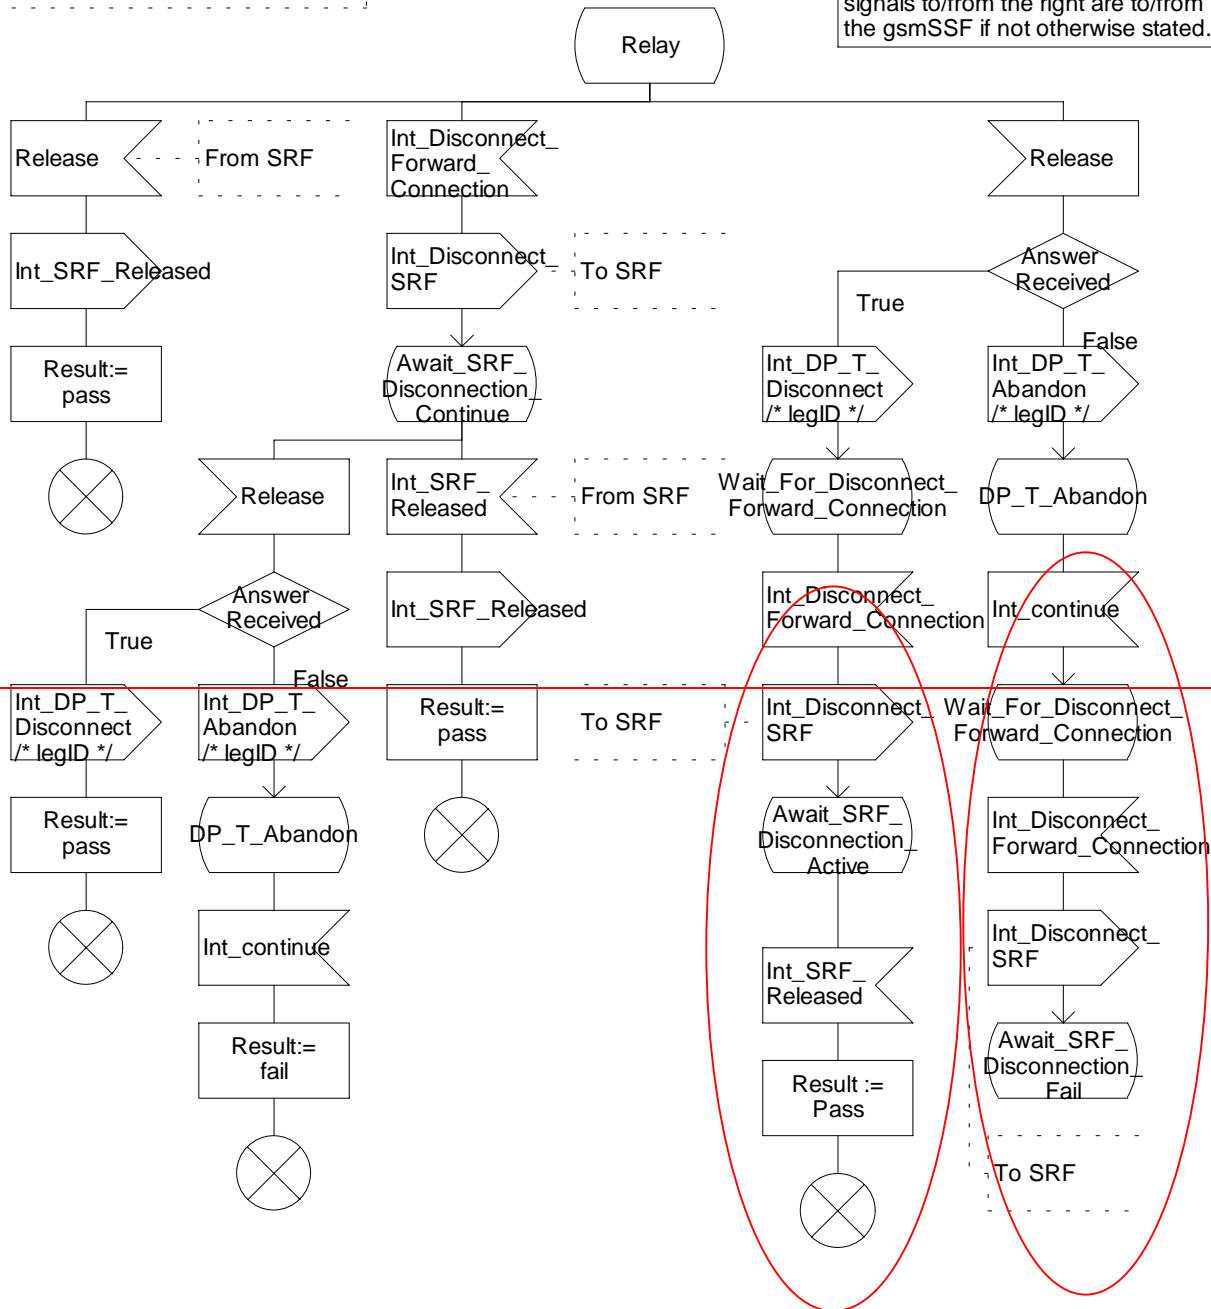 signals to/from the right are to/from
the gsmSSF if not otherwise stated.
Relay
Release
From SRF
Int_Disconnect_
Forward_
Connection
Release
Int_SRF_Released
Int_Disconnect_
SRF
To SRF
Answer
Received
True
False
Result:=
pass
Await_SRF_
Disconnection_
Continue
Int_DP_T_
Disconnect
/* legID */
Int_DP_T_
Abandon
/* legID */
Release
Int_SRF_
Released
From SRF
Wait_For_Disconnect_
Forward_Connection
DP_T_Abandon
Answer
Received
True
False
Int_SRF_Released
Int_Disconnect_
Forward_Connection
Int_continue
Int_DP_T_
Disconnect
/* legID */
Int_DP_T_
Abandon
/* legID */
Result:=
pass
To SRF
Int_Disconnect_
SRF
Wait_For_Disconnect_
Forward_Connection
Result:=
pass
DP_T_Abandon
Await_SRF_
Disconnection_
Active
Int_Disconnect_
Forward_Connection
Int_continue
Int_SRF_
Released
Int_Disconnect_
SRF
Result:=
fail
Result :=
Pass
Await_SRF_
Disconnection_
Fail
To SRF